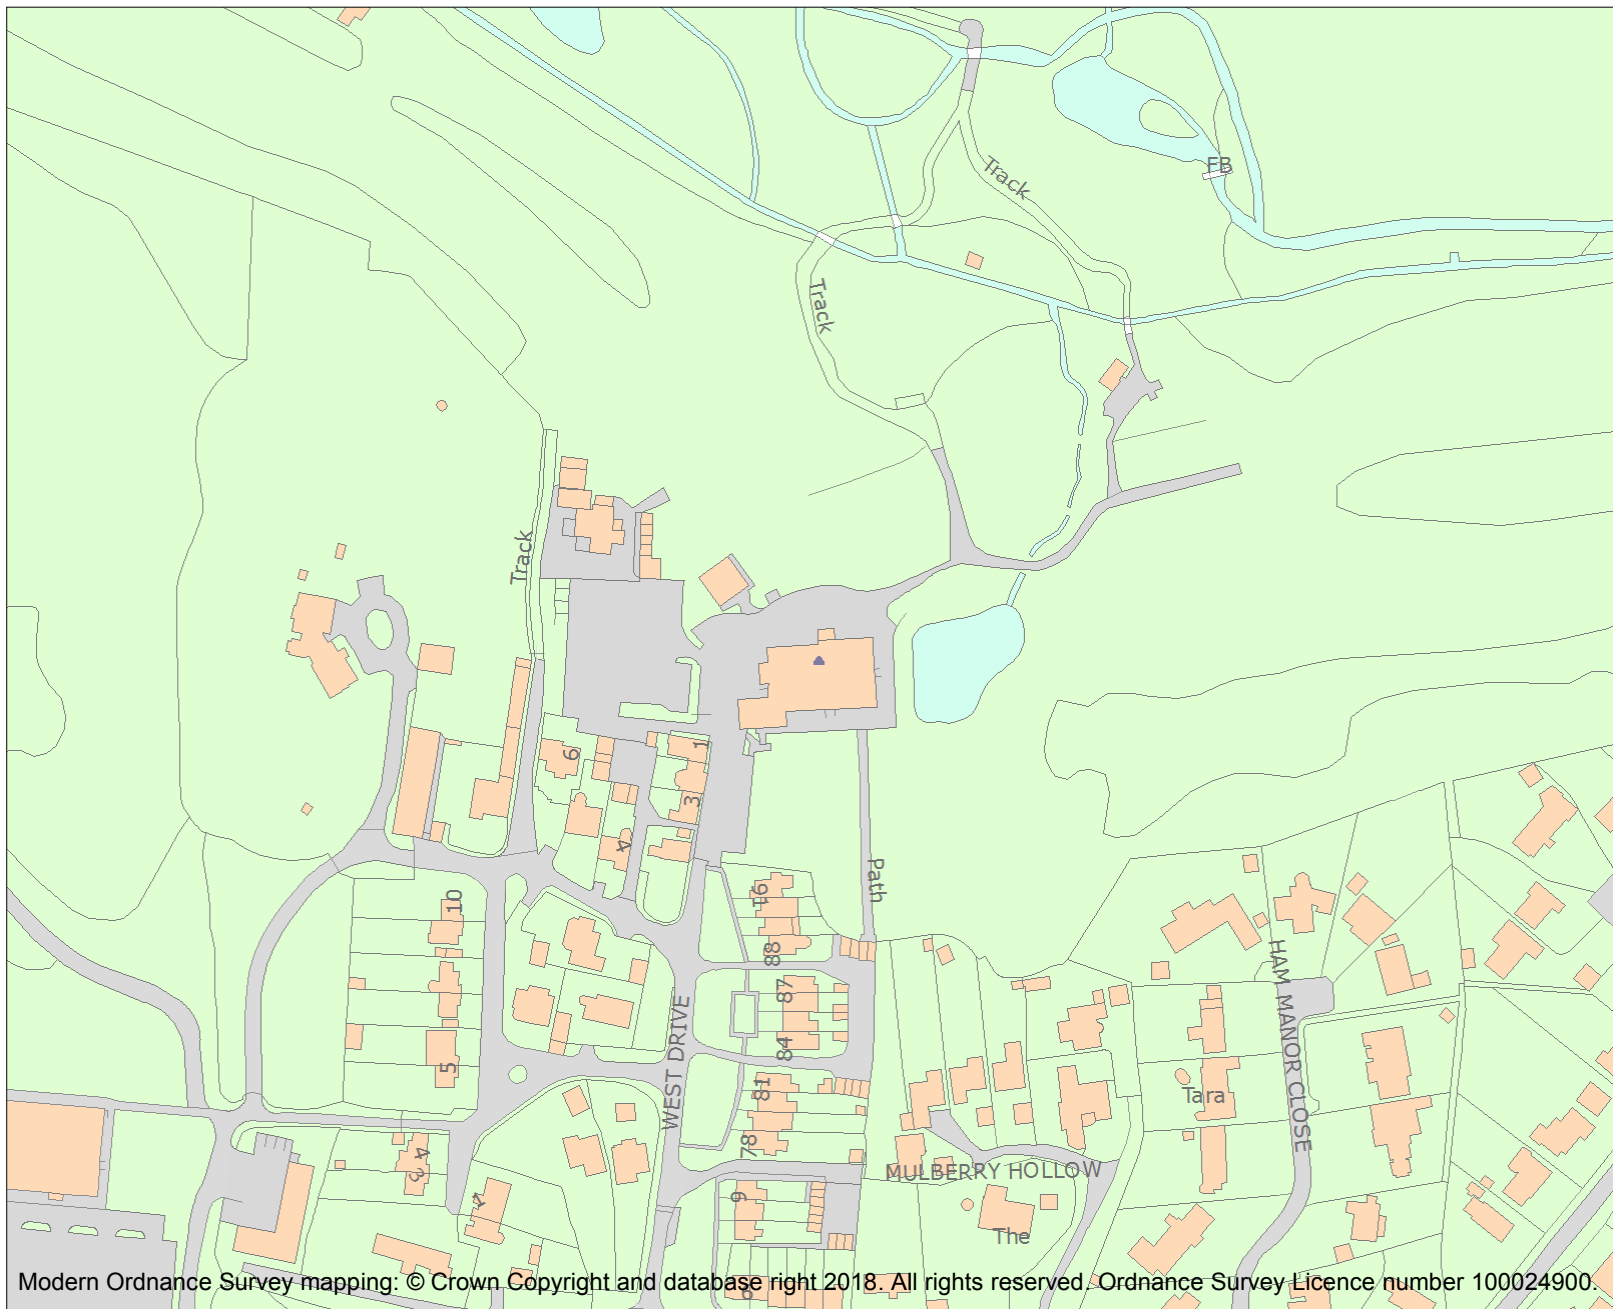 FB
Track
Track
Track
6
1
3
4
Path
10
16
88
HAM MANOR CLOSE
87
WEST DRIVE
84
5
81
Tara
78
4
3
MULBERRY HOLLOW
1
9
The
Modern Ordnance Survey mapping: © Crown Copyright and database right 2018. All rights reserved. Ordnance Survey Licence number 100024900.